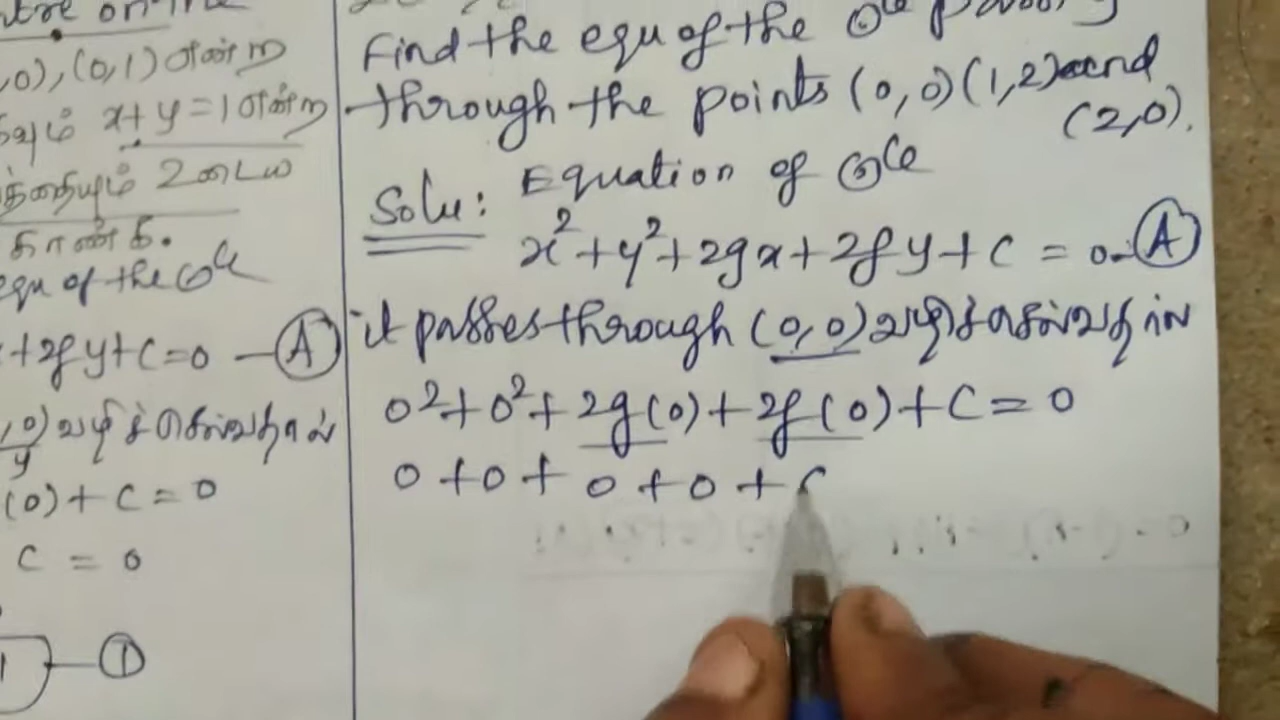 ,0), (0,1) என்ற
x + y = 1 என்ற
த்தையும் உடைய
காண்க.
equ of the ⊙le
+ 2fy + C = 0 — (A)
,0) வழிச் செல்வதால்
y
(0) + C = 0
C = 0
— ①
Find the equ of the ⊙le passing
through the points (0,0) (1,2) and
(2,0).
Solu: Equation of ⊙le
x² + y² + 2gx + 2fy + C = 0 - (A)
it passes through (0,0) வழிச் செல்வதால்
0² + 0² + 2g(0) + 2f(0) + C = 0
0 + 0 + 0 + 0 + C